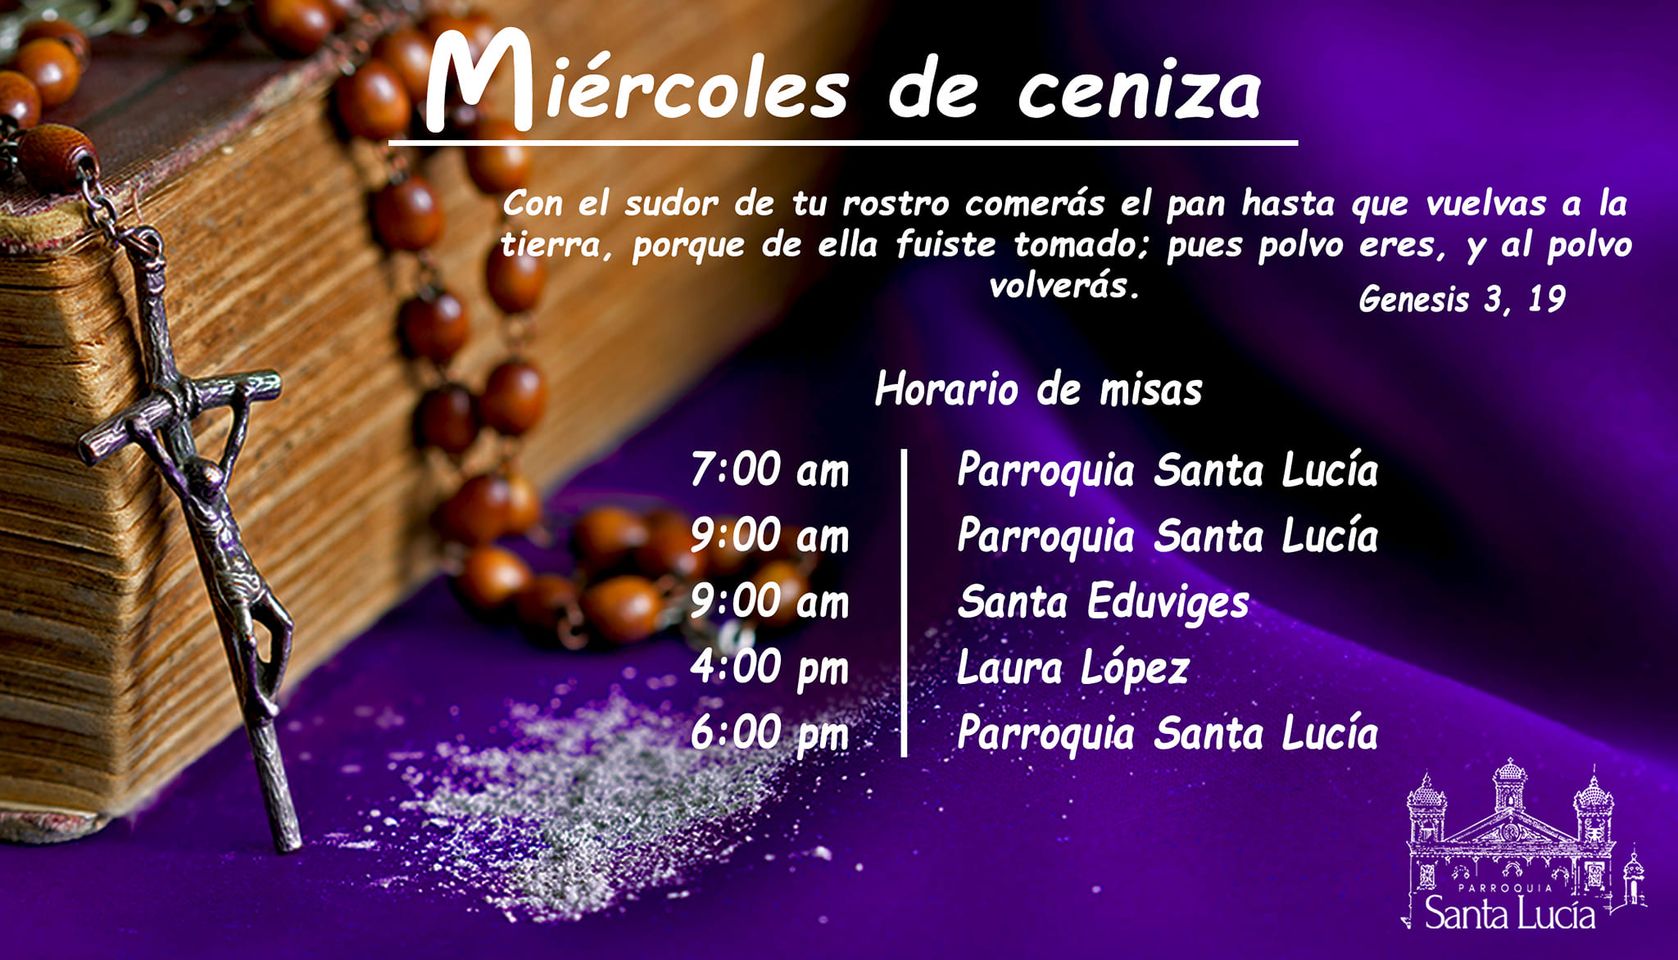 Miércoles de ceniza
Con el sudor de tu rostro comerás el pan hasta que vuelvas a la
tierra, porque de ella fuiste tomado; pues polvo eres, y al polvo
volverás.
Genesis 3, 19
Horario de misas
7:00 am Parroquia Santa Lucía
9:00 am Parroquia Santa Lucía
9:00 am Santa Eduviges
4:00 pm Laura López
6:00 pm Parroquia Santa Lucía
PARROQUIA
Santa Lucía